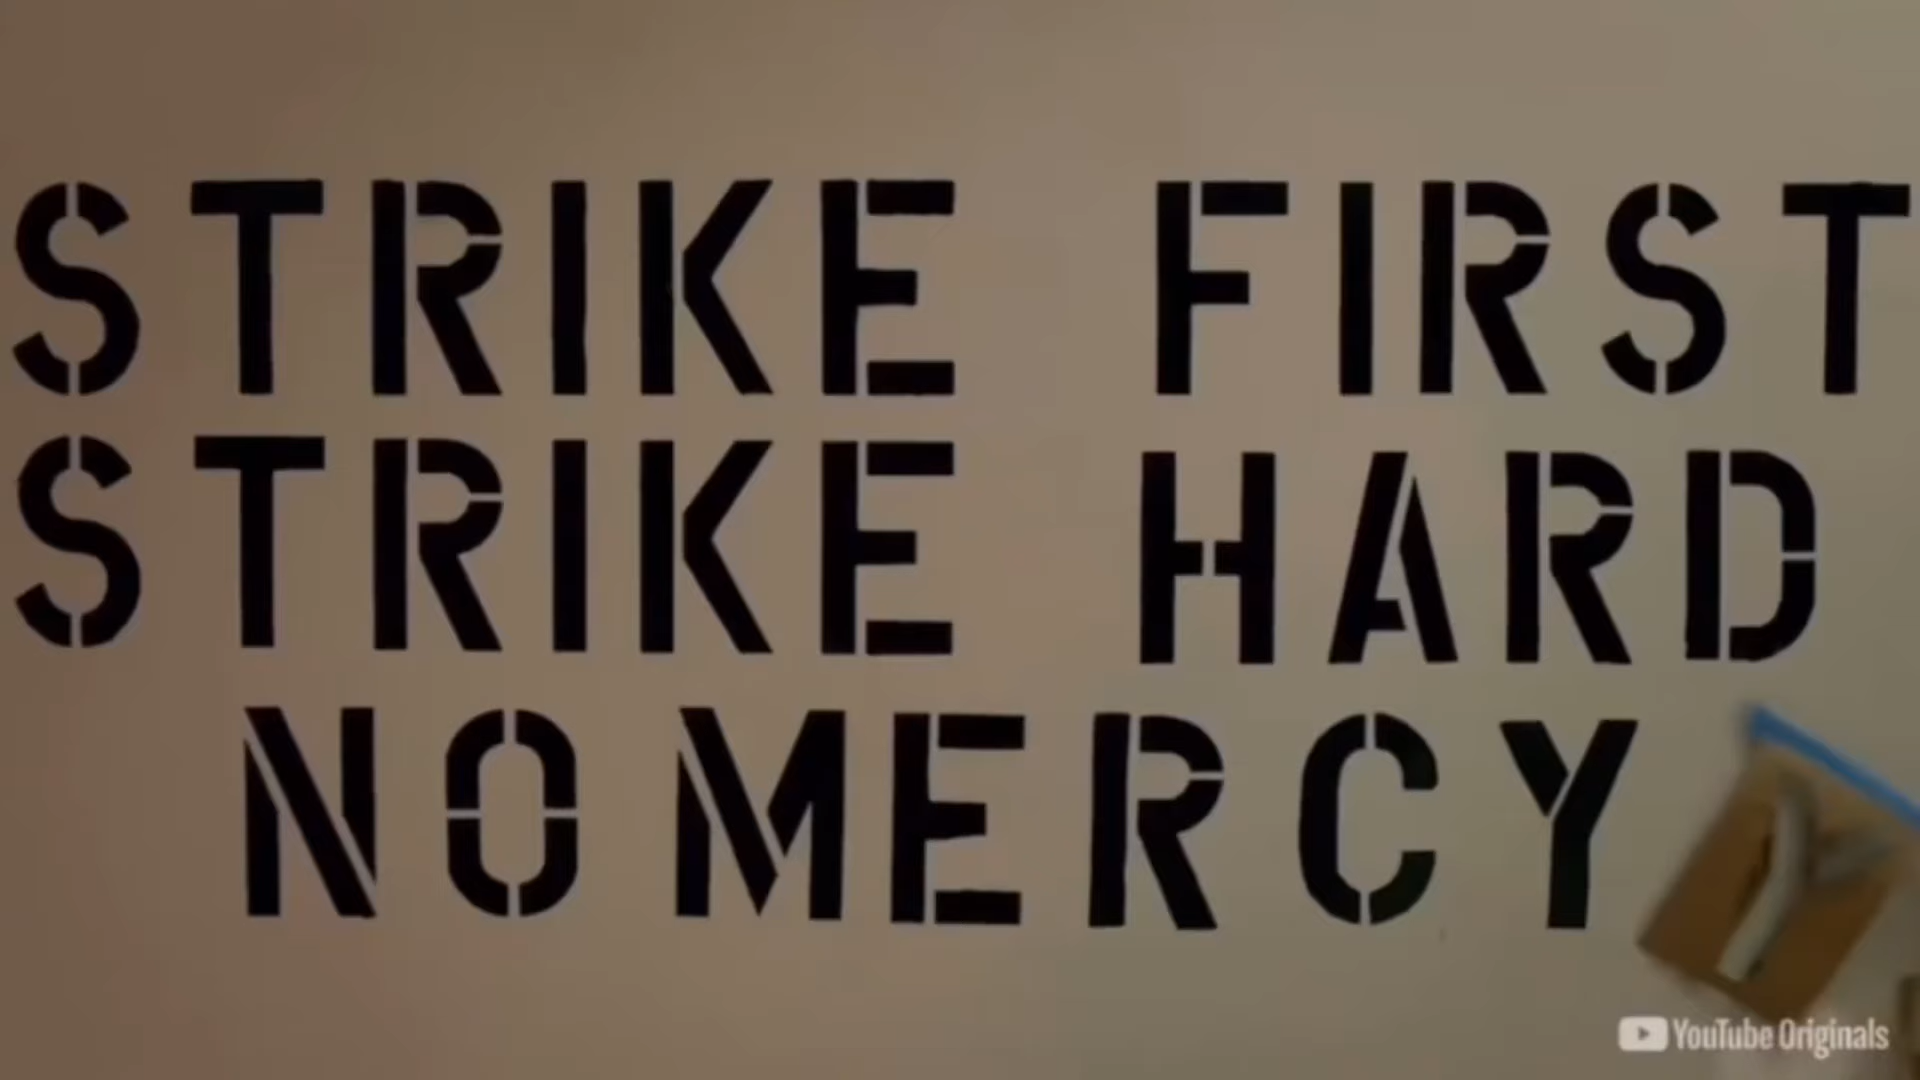 STRIKE FIRST
STRIKE HARD
NO MERCY
Y
YouTube Originals